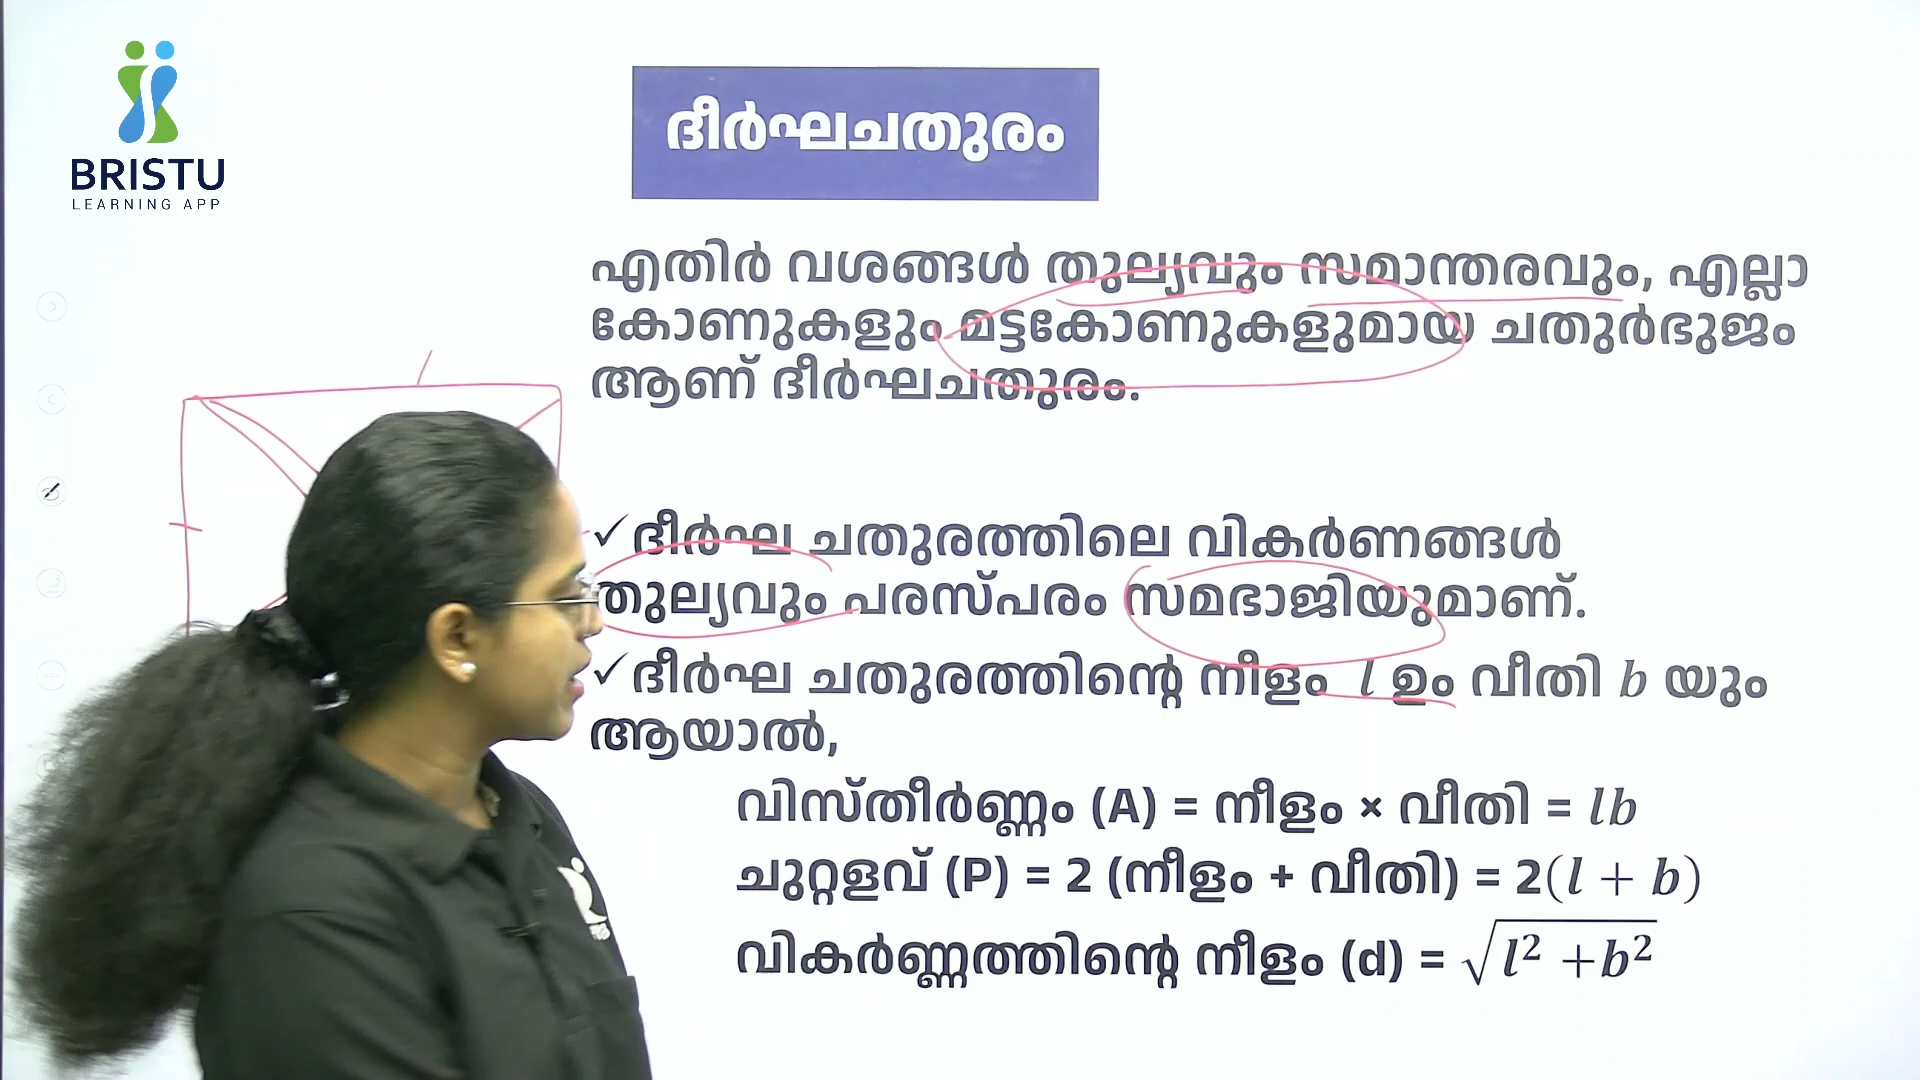 BRISTU
LEARNING APP
ദീർഘചതുരം
എതിർ വശങ്ങൾ തുല്യവും സമാന്തരവും, എല്ലാ
കോണുകളും മട്ടകോണുകളുമായ ചതുർഭുജം
ആണ് ദീർഘചതുരം.
✓ദീർഘ ചതുരത്തിലെ വികർണങ്ങൾ
തുല്യവും പരസ്പരം സമഭാജിയുമാണ്.
✓ദീർഘ ചതുരത്തിന്റെ നീളം l ഉം വീതി b യും
ആയാൽ,
വിസ്തീർണ്ണം (A) = നീളം × വീതി = lb
ചുറ്റളവ് (P) = 2 (നീളം + വീതി) = 2(l + b)
വികർണ്ണത്തിന്റെ നീളം (d) = √l² +b²